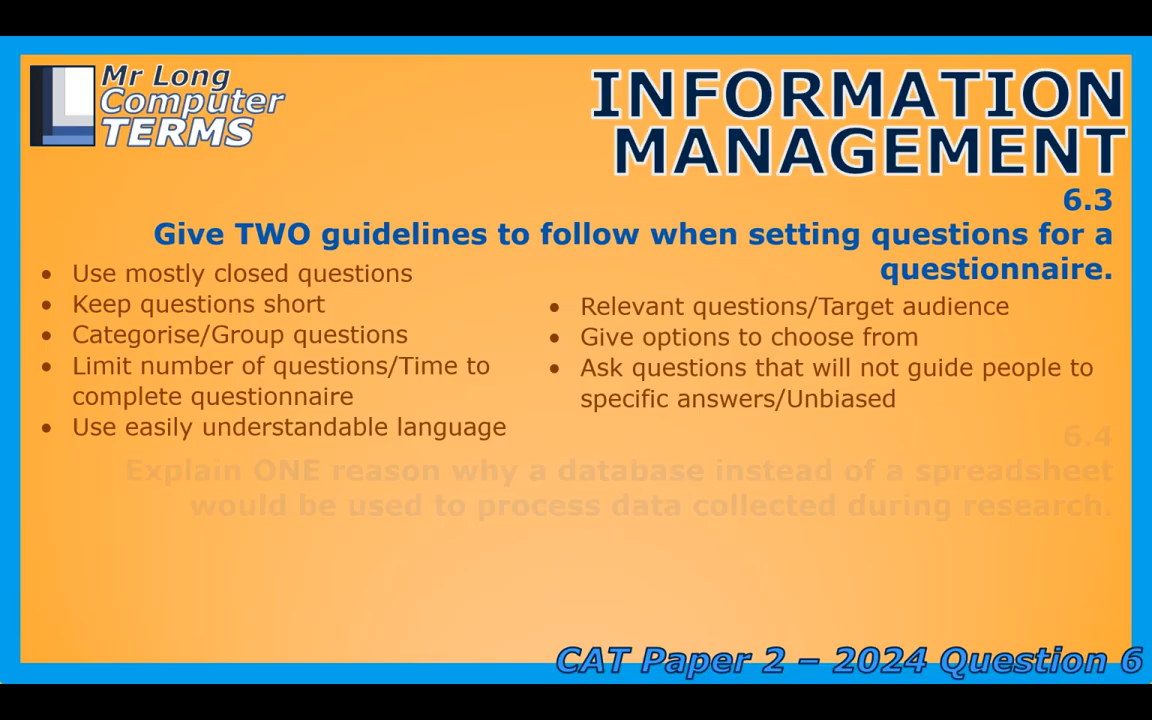 Mr Long
Computer
TERMS
INFORMATION
MANAGEMENT
6.3
Give TWO guidelines to follow when setting questions for a
questionnaire.
• Use mostly closed questions
• Keep questions short
• Categorise/Group questions
• Limit number of questions/Time to
complete questionnaire
• Use easily understandable language
• Relevant questions/Target audience
• Give options to choose from
• Ask questions that will not guide people to
specific answers/Unbiased
6.4
Explain ONE reason why a database instead of a spreadsheet
would be used to process data collected during research.
CAT Paper 2 – 2024 Question 6